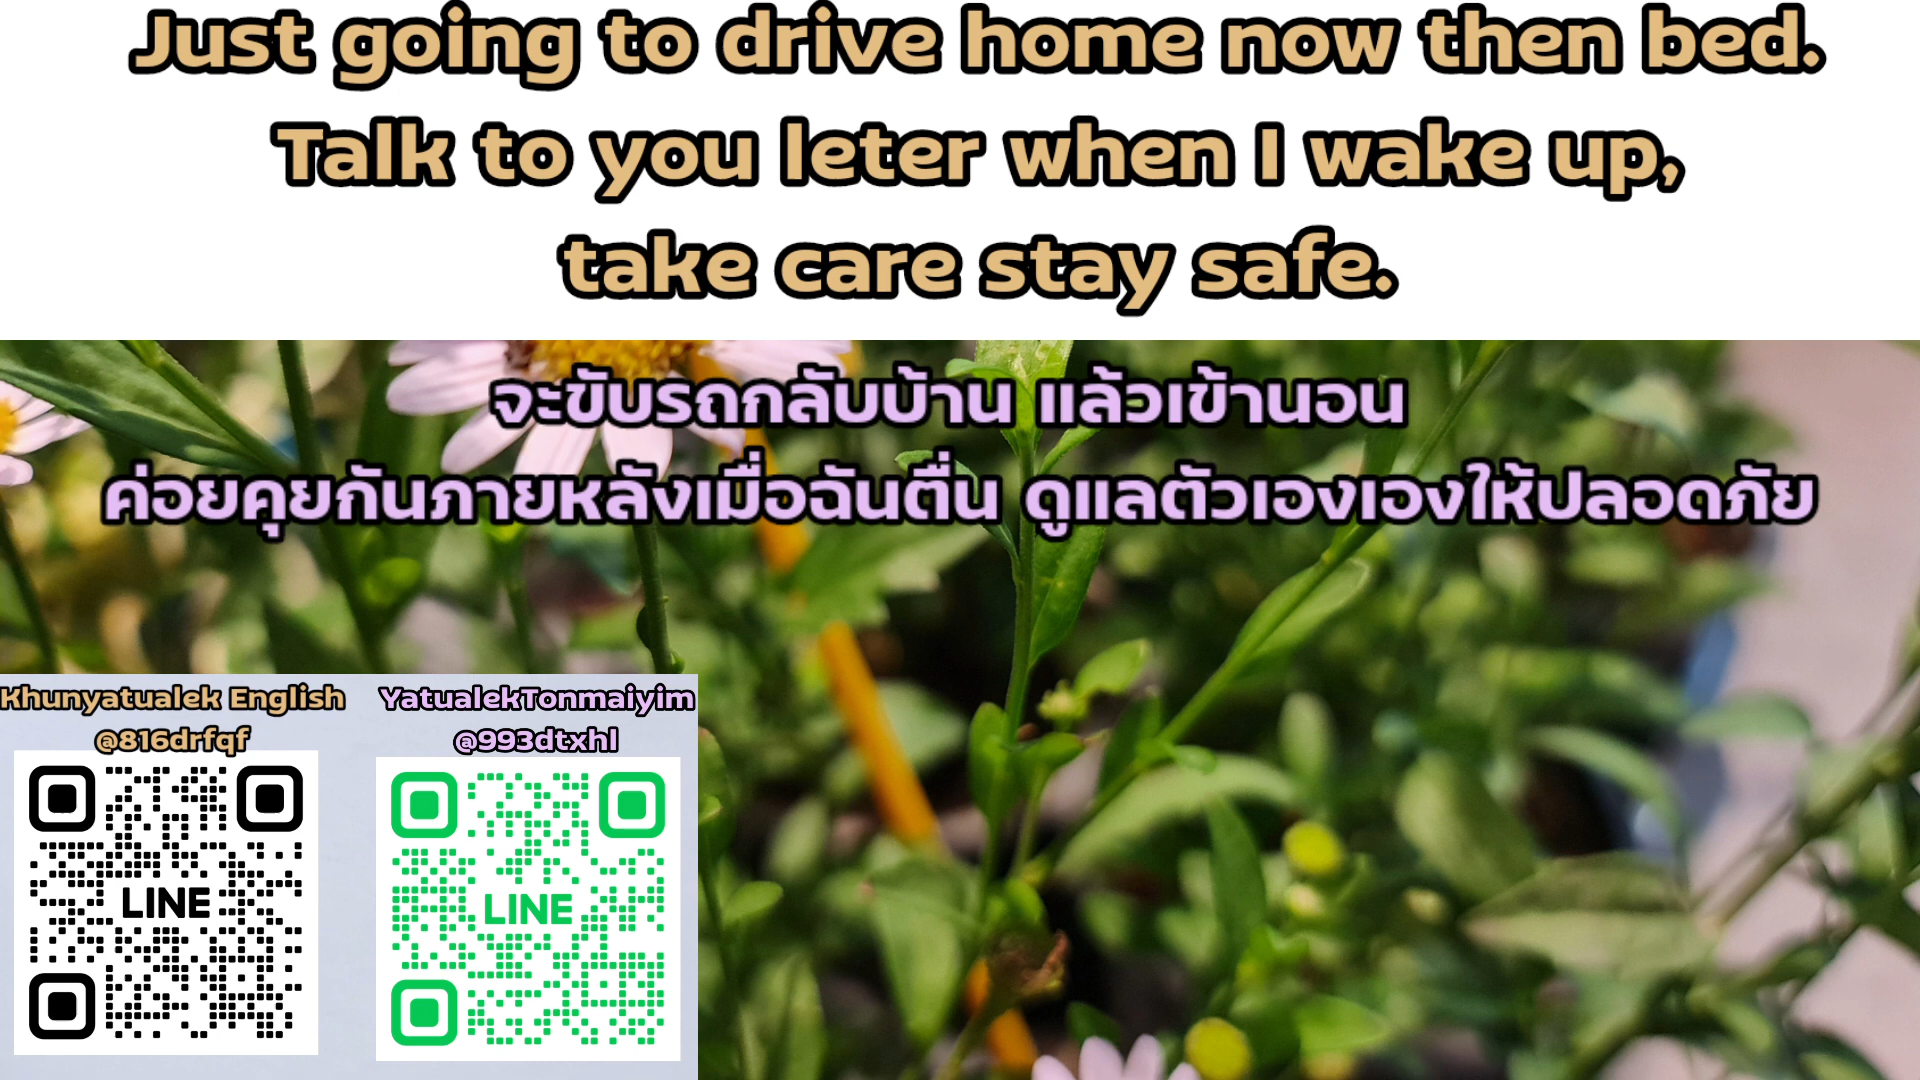 Just going to drive home now then bed.
Talk to you leter when I wake up,
take care stay safe.
จะขับรถกลับบ้าน แล้วเข้านอน
ค่อยคุยกันภายหลังเมื่อฉันตื่น ดูแลตัวเองเองให้ปลอดภัย
Khunyatualek English
@816drfqf
LINE
YatualekTonmaiyim
@993dtxhl
LINE